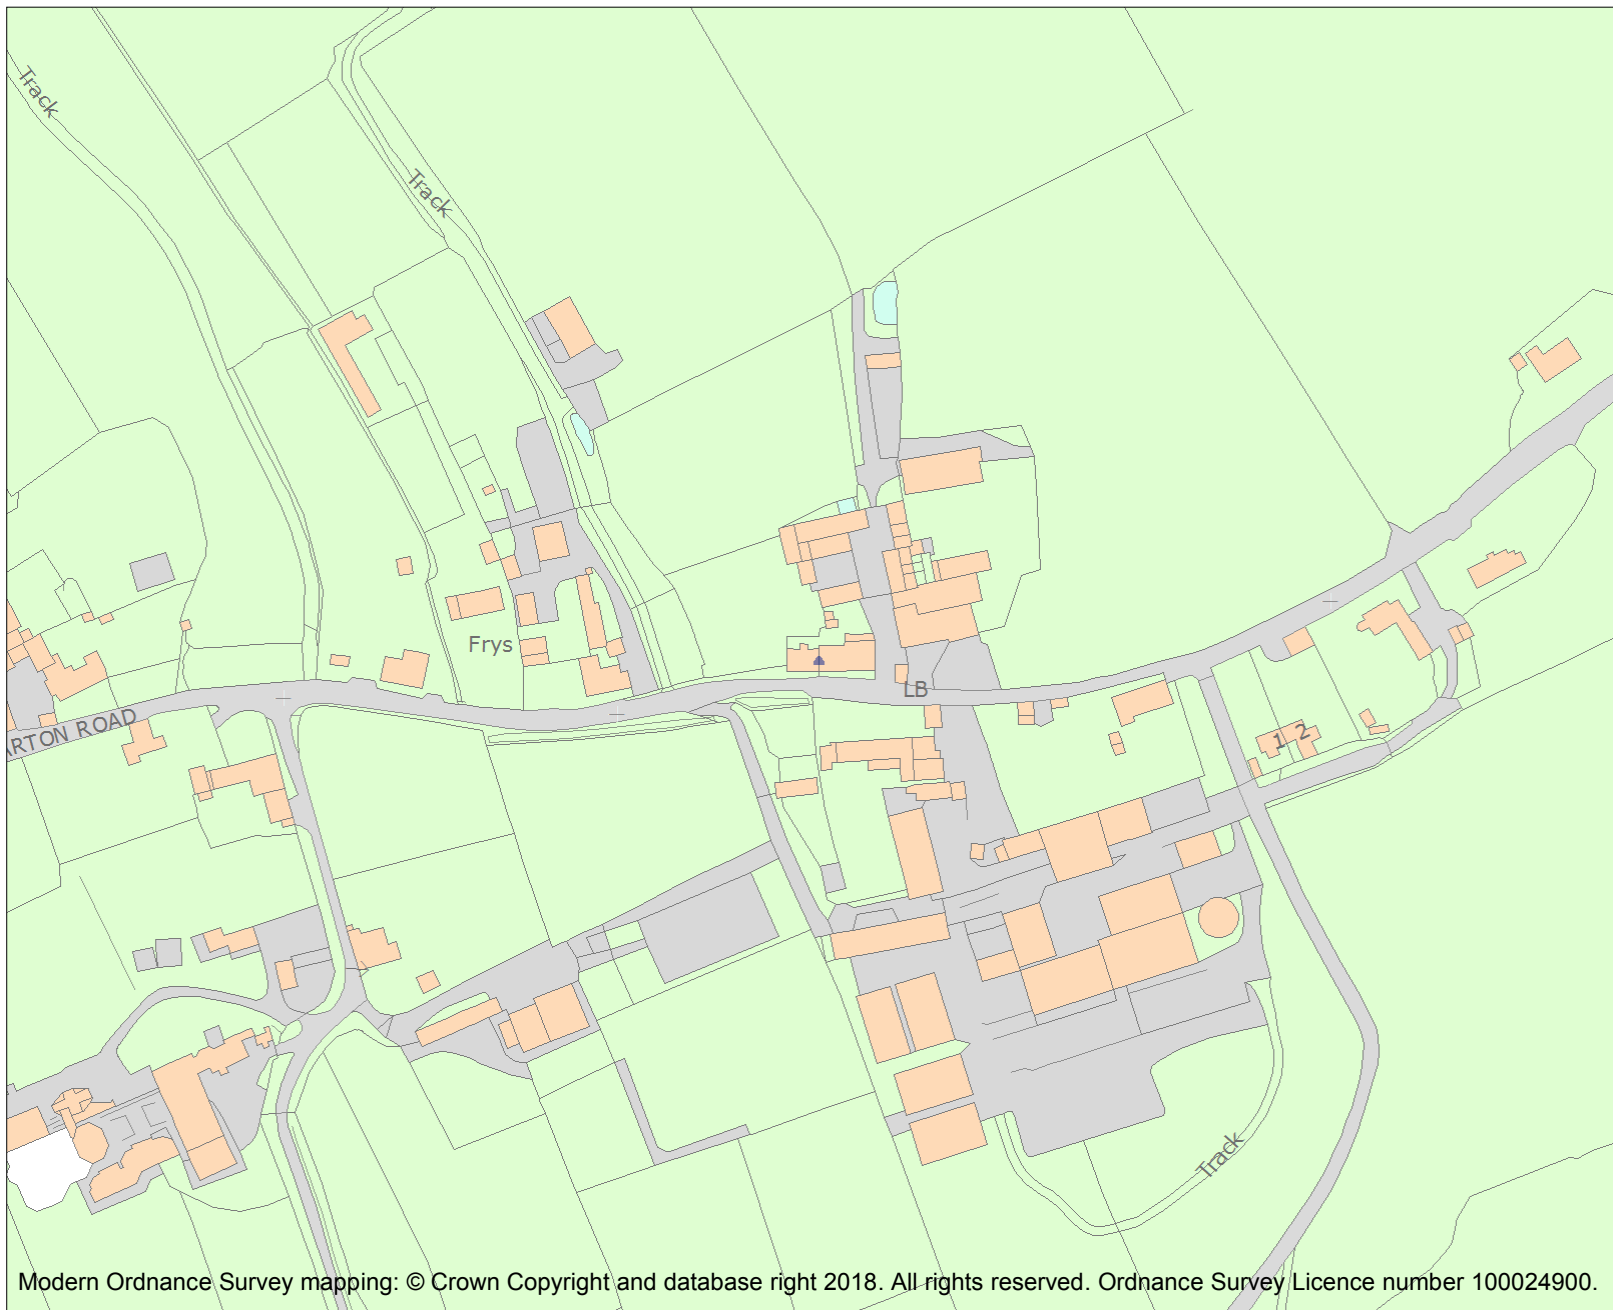 Track
Track
Frys
LB
ARTON ROAD
1 2
Track
Modern Ordnance Survey mapping: © Crown Copyright and database right 2018. All rights reserved. Ordnance Survey Licence number 100024900.